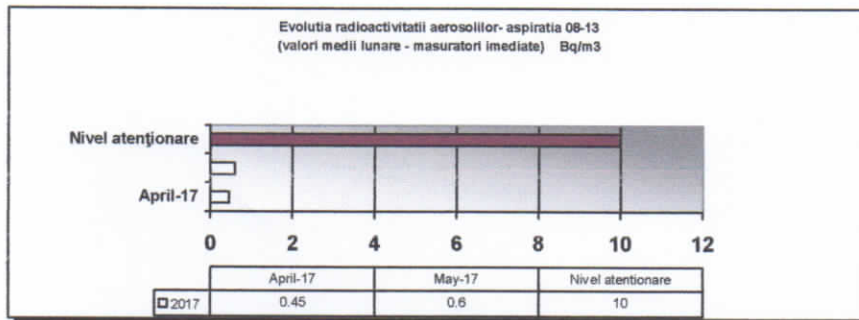 Evolutia radioactivitatii aerosolilor- aspiratia 08-13
(valori medii lunare - masuratori imediate) Bq/m3
Nivel atenţionare
April-17
0 2 4 6 8 10 12
April-17 May-17 Nivel atentionare
2017 0.45 0.6 10